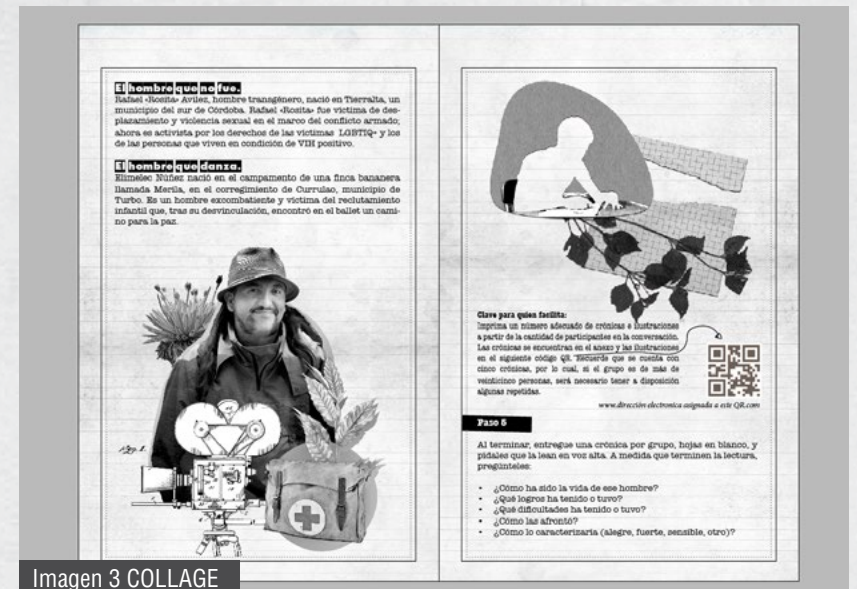 El hombre que no fue.
Rafael «Rosita» Avilez, hombre transgénero, nació en Tierralta, un
municipio del sur de Córdoba. Rafael «Rosita» fue víctima de des-
plazamiento y violencia sexual en el marco del conflicto armado;
ahora es activista por los derechos de las víctimas LGBTIQ+ y los
de las personas que viven en condición de VIH positivo.
El hombre que danza.
Elimelec Núñez nació en el campamento de una finca bananera
llamada Merila, en el corregimiento de Currulao, municipio de
Turbo. Es un hombre excombatiente y víctima del reclutamiento
infantil que, tras su desvinculación, encontró en el ballet un cami-
no para la paz.
Clave para quien facilita:
Imprima un número adecuado de crónicas e ilustraciones
a partir de la cantidad de participantes en la conversación.
Las crónicas se encuentran en el anexo y las ilustraciones
en el siguiente código QR. Recuerde que se cuenta con
cinco crónicas, por lo cual, si el grupo es de más de
veinticinco personas, será necesario tener a disposición
algunas repetidas.
www.dirección electronica asignada a este QR.com
Paso 5
Al terminar, entregue una crónica por grupo, hojas en blanco, y
pídales que la lean en voz alta. A medida que terminen la lectura,
pregúnteles:
• ¿Cómo ha sido la vida de ese hombre?
• ¿Qué logros ha tenido o tuvo?
• ¿Qué dificultades ha tenido o tuvo?
• ¿Cómo las afrontó?
• ¿Cómo lo caracterizaría (alegre, fuerte, sensible, otro)?
Imagen 3 COLLAGE